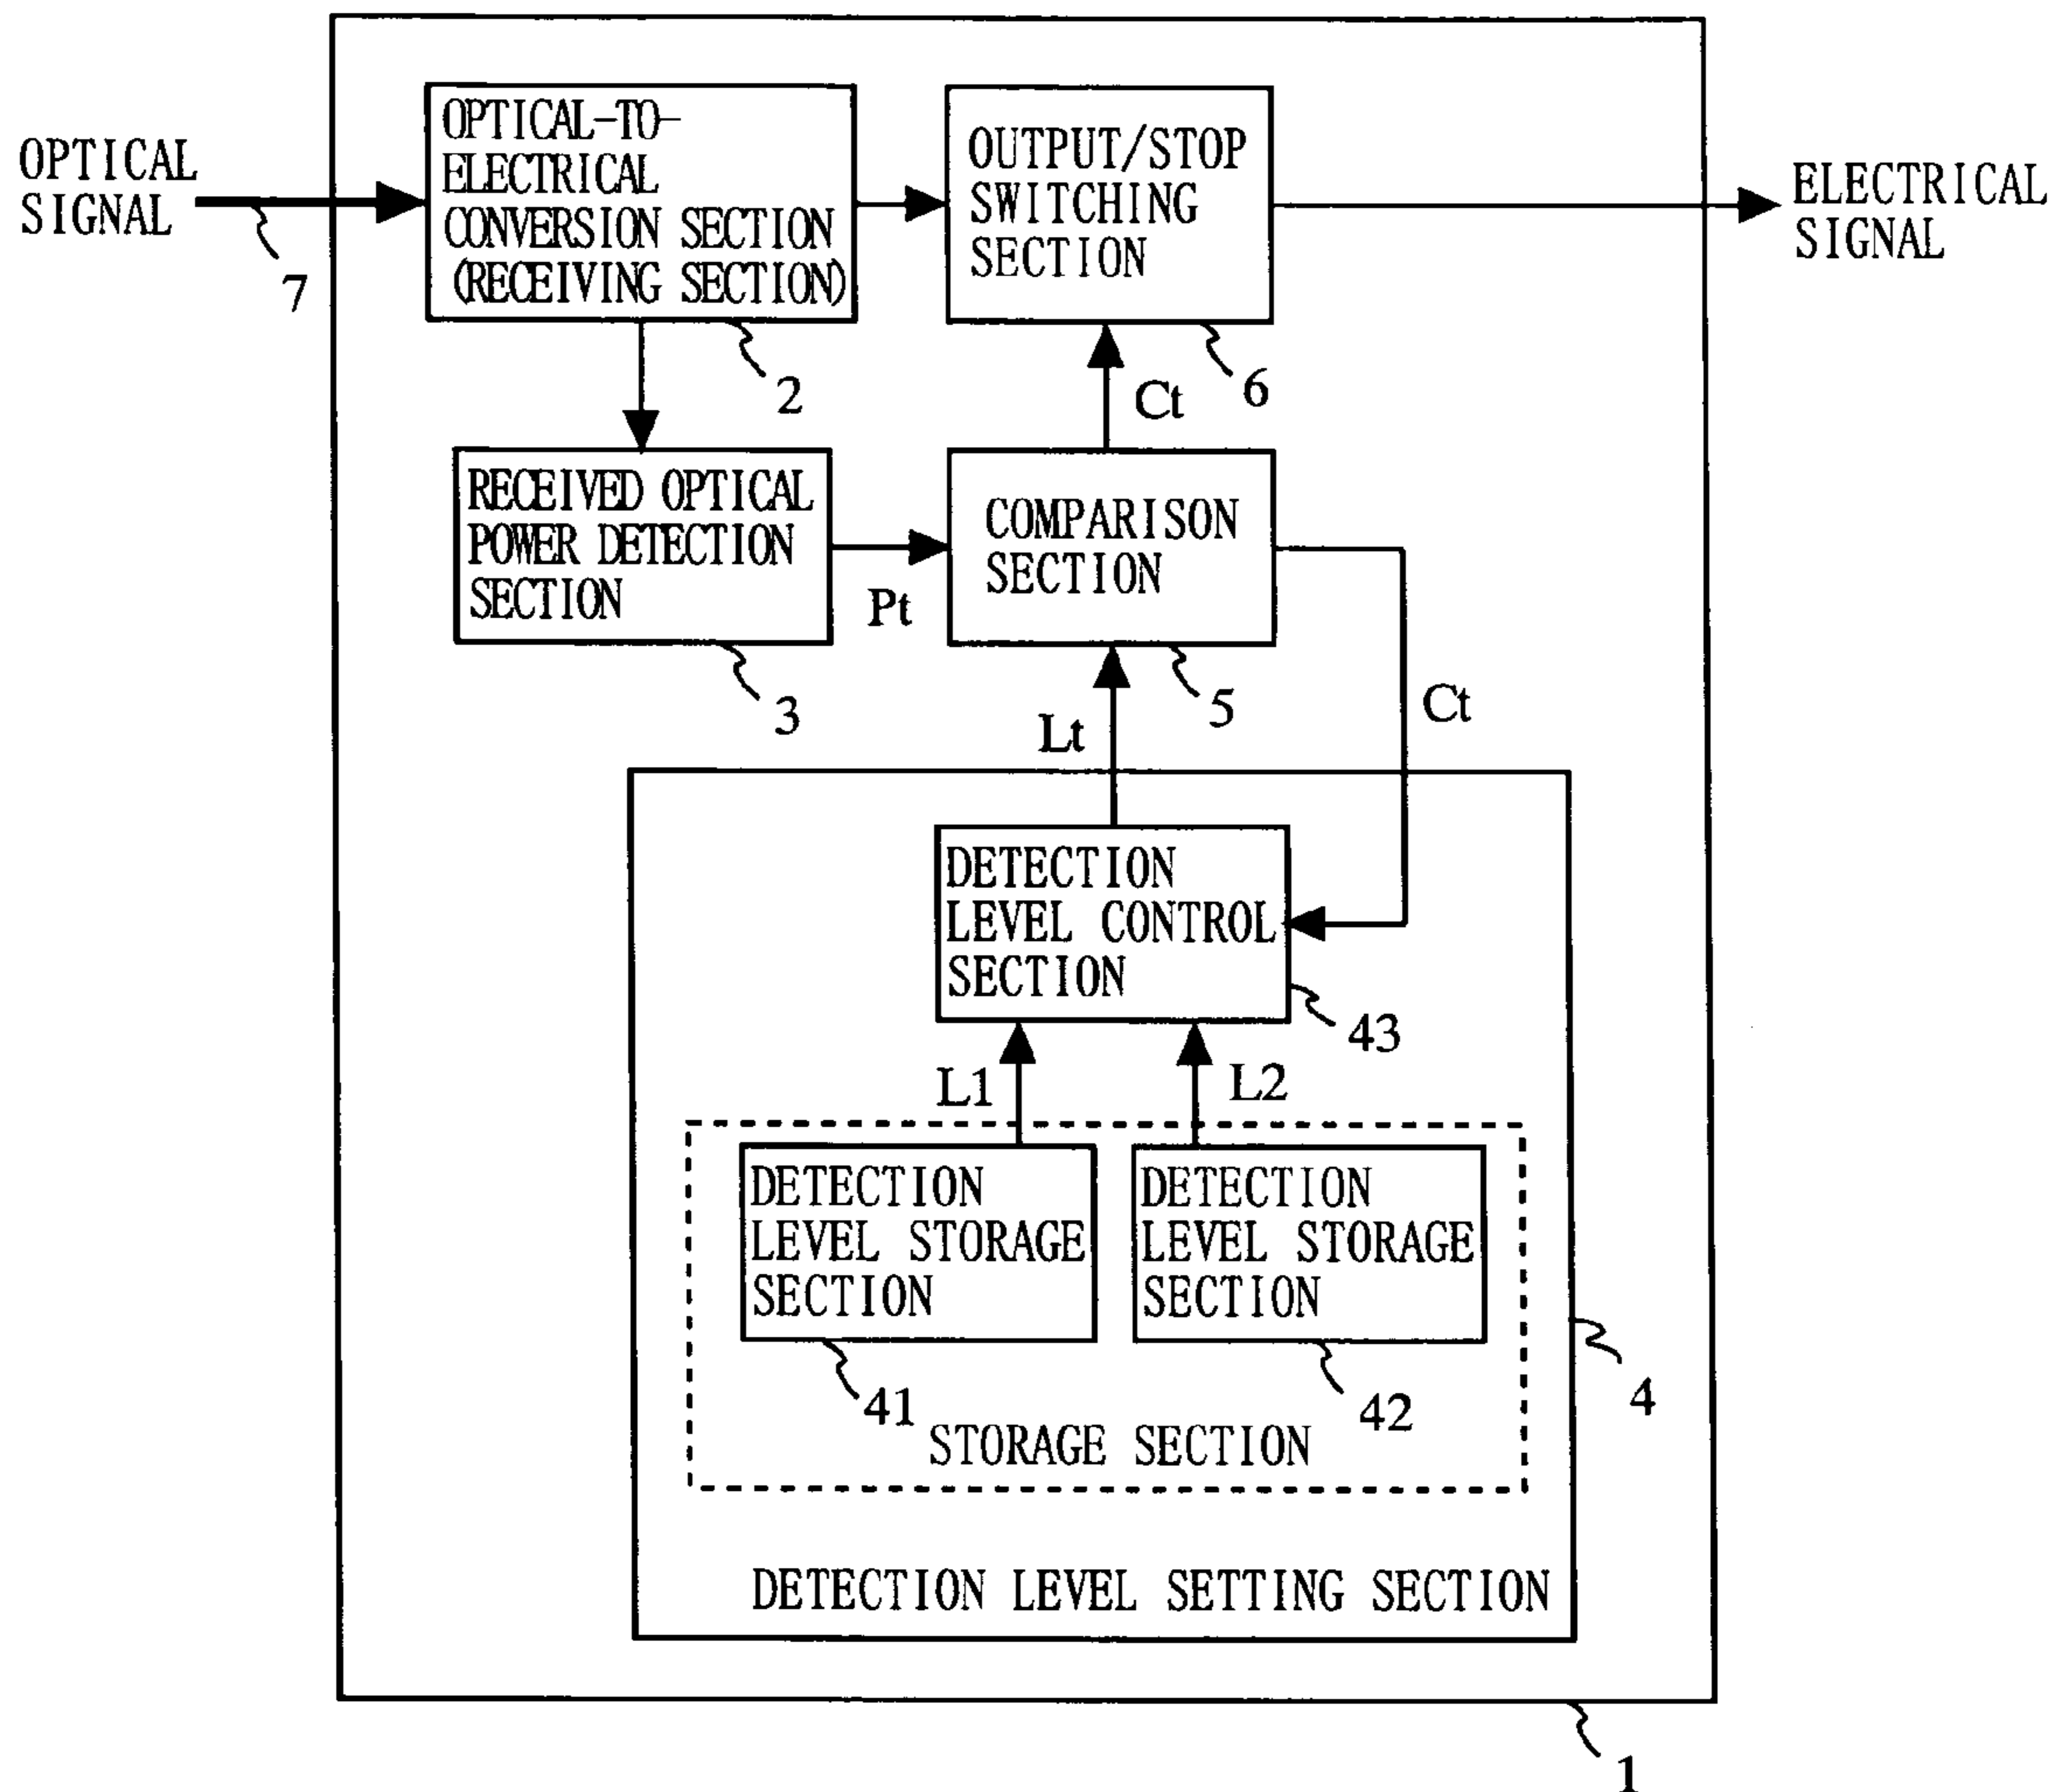 OPTICAL
SIGNAL
7
OPTICAL-TO-
ELECTRICAL
CONVERSION SECTION
(RECEIVING SECTION)
2
OUTPUT/STOP
SWITCHING
SECTION
6
ELECTRICAL
SIGNAL
Ct
RECEIVED OPTICAL
POWER DETECTION
SECTION
3
Pt
COMPARISON
SECTION
5
Ct
Lt
DETECTION
LEVEL CONTROL
SECTION
43
L1
L2
DETECTION
LEVEL STORAGE
SECTION
41
DETECTION
LEVEL STORAGE
SECTION
42
STORAGE SECTION
4
DETECTION LEVEL SETTING SECTION
1